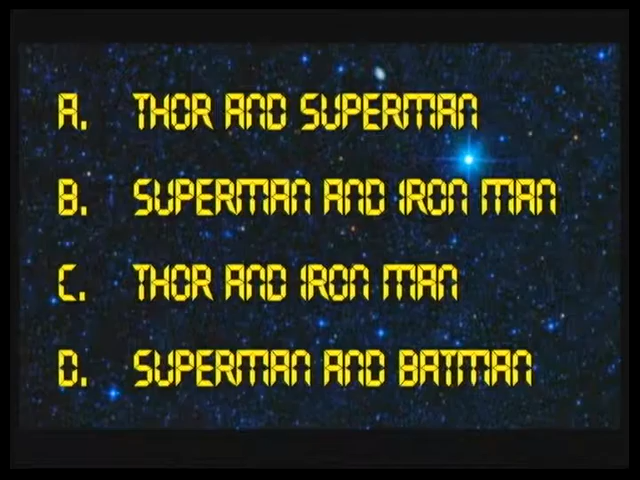 A. THOR AND SUPERMAN
B. SUPERMAN AND IRON MAN
C. THOR AND IRON MAN
D. SUPERMAN AND BATMAN